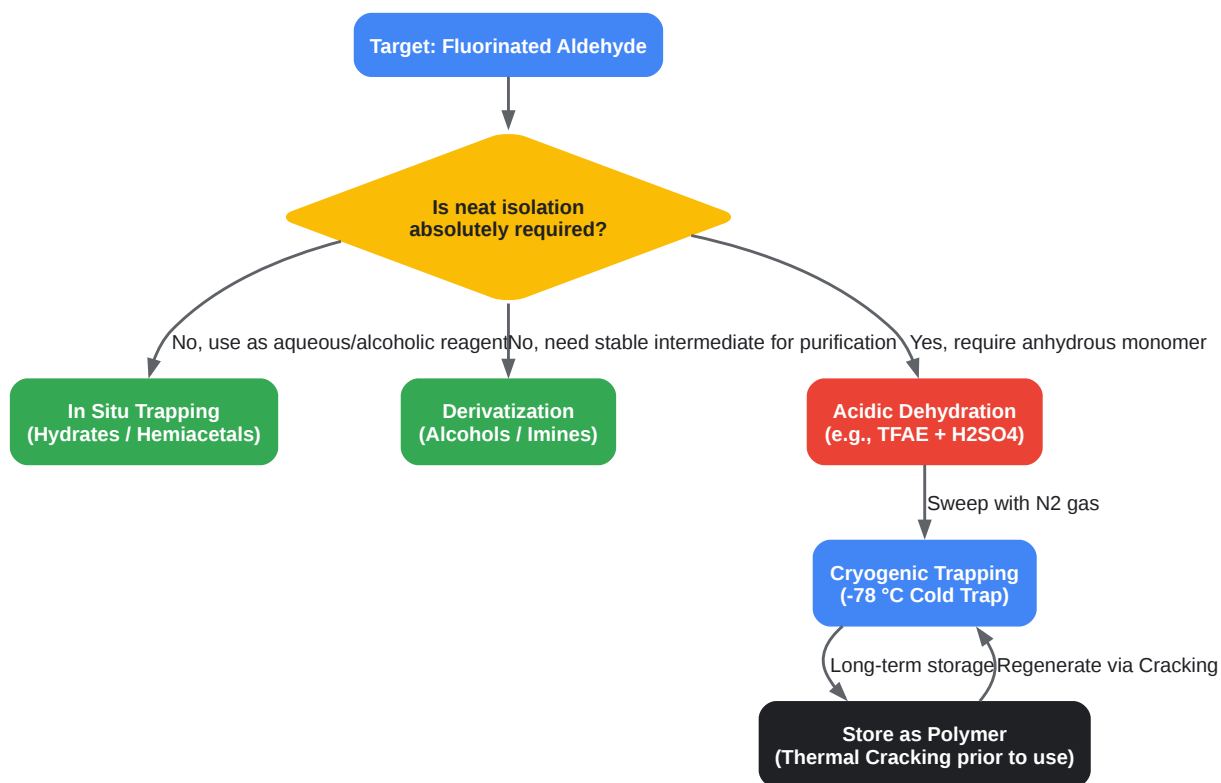 Target: Fluorinated Aldehyde
Is neat isolation
absolutely required?
No, use as aqueous/alcoholic reagent
No, need stable intermediate for purification
Yes, require anhydrous monomer
In Situ Trapping
(Hydrates / Hemiacetals)
Derivatization
(Alcohols / Imines)
Acidic Dehydration
(e.g., TFAE + H2SO4)
Sweep with N2 gas
Cryogenic Trapping
(-78 °C Cold Trap)
Long-term storage
Regenerate via Cracking
Store as Polymer
(Thermal Cracking prior to use)